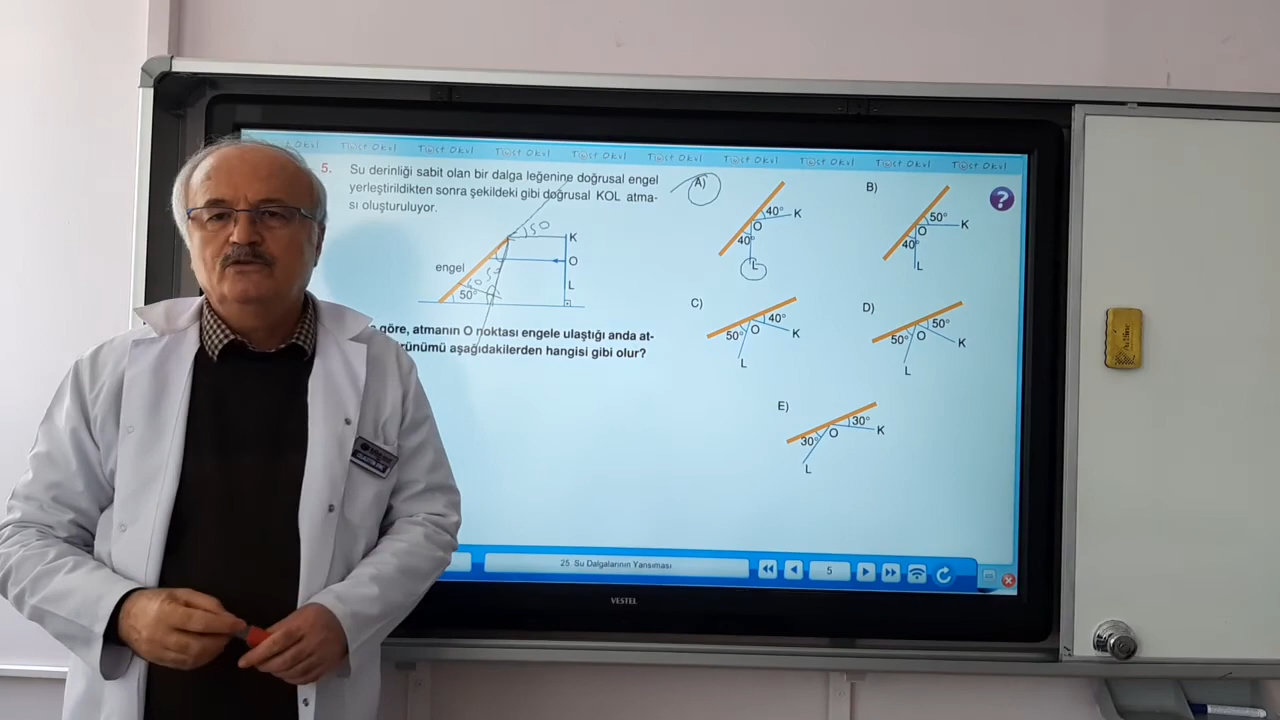 Test Okul Test Okul Test Okul Test Okul Test Okul Test Okul Test Okul Test Okul Test Okul
5. Su derinliği sabit olan bir dalga leğenine doğrusal engel
yerleştirildikten sonra şekildeki gibi doğrusal KOL atma-
sı oluşturuluyor.
50 K
engel O
50° L
göre, atmanın O noktası engele ulaştığı anda at-
rünümü aşağıdakilerden hangisi gibi olur?
A) 40° K
O
40°
L
B) 50° K
O
40°
L
C) 40°
50° O K
L
D) 50°
50° O K
L
E) 30°
30° O K
L
?
25. Su Dalgalarının Yansıması 5
VESTEL